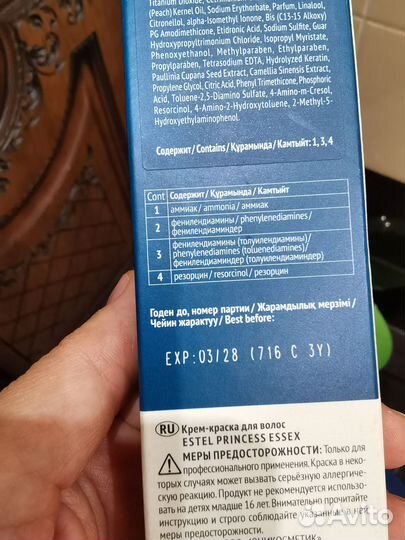 Titanium Dioxide,
(Peach) Kernel Oil, Sodium Erythorbate, Parfum, Linalool,
Citronellol, alpha-Isomethyl Ionone, Bis (C13-15 Alkoxy)
PG Amodimethicone, Etidronic Acid, Sodium Sulfite, Guar
Hydroxypropyltrimonium Chloride, Isopropyl Myristate,
Phenoxyethanol, Methylparaben, Ethylparaben,
Propylparaben, Tetrasodium EDTA, Hydrolyzed Keratin,
Paullinia Cupana Seed Extract, Camellia Sinensis Extract,
Propylene Glycol, Citric Acid, Phenyl Trimethicone, Phosphoric
Acid, Toluene-2,5-Diamino Sulfate, 4-Amino-m-Cresol,
Resorcinol, 4-Amino-2-Hydroxytoluene, 2-Methyl-5-
Hydroxyethylaminophenol.
Содержит / Contains / Құрамында / Камтыйт: 1, 3, 4
Cont Содержит/ Құрамында / Камтыйт
1 аммиак / ammonia / аммиак
2 фенилендиамины / phenylenediamines /
фенилендиаминдер
3 фенилендиамины (толуилендиамины)/
phenylenediamines (toluenediamines)/
фенилендиаминдер (толуилендиаминдер)
4 резорцин / resorcinol / резорцин
Годен до, номер партии / Жарамдылық мерзімі /
Чейин жарактуу / Best before:
EXP: 03/28 (716 C 3Y)
RU Крем-краска для волос
ESTEL PRINCESS ESSEX
МЕРЫ ПРЕДОСТОРОЖНОСТИ: Только для
профессионального применения. Краска в неко-
торых случаях может вызвать серьёзную аллергиче-
скую реакцию. Продукт не рекомендуется использо-
вать на детях младше 16 лет. Внимательно прочитайте
инструкцию и строго соблюдайте указанные в
«ЮНИКОСМЕТИК»
Avito